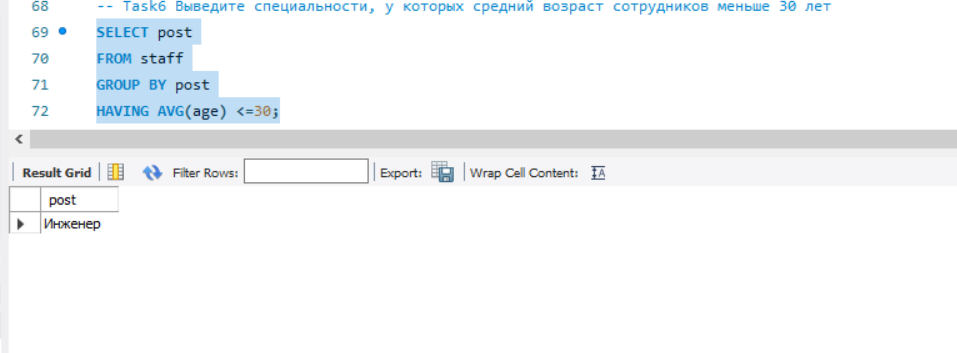 68 -- Task6 Выведите специальности, у которых средний возраст сотрудников меньше 30 лет
69 SELECT post
70 FROM staff
71 GROUP BY post
72 HAVING AVG(age) <=30;
Result Grid Filter Rows: Export: Wrap Cell Content:
post
Инженер